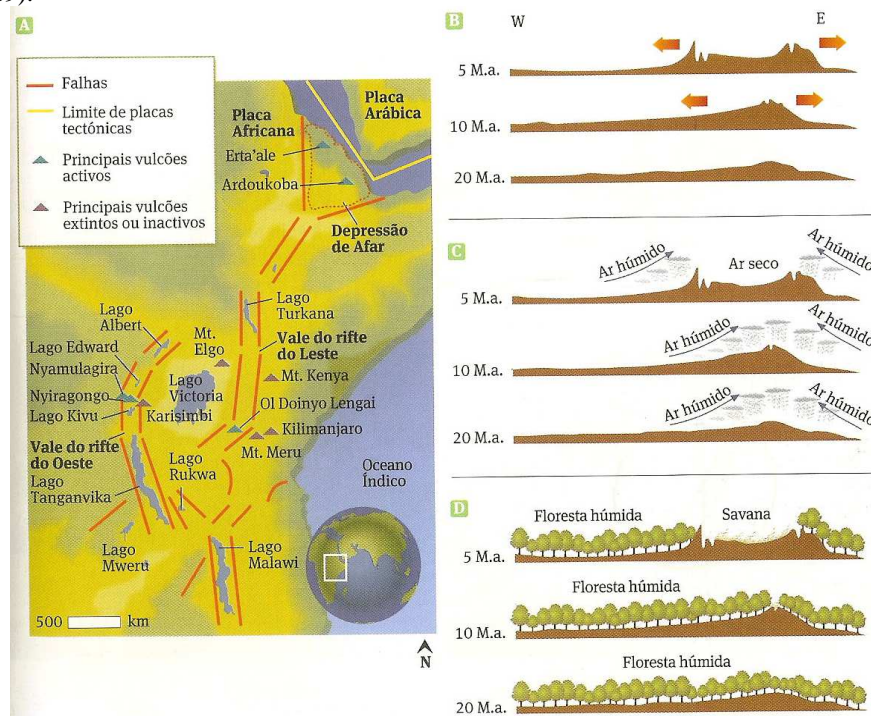 A
Falhas
Limite de placas
tectónicas
Principais vulcões
activos
Principais vulcões
extintos ou inactivos
Placa
Arábica
Placa
Africana
Erta'ale
Ardoukoba
Depressão
de Afar
Lago
Turkana
Lago
Albert
Mt.
Elgo
Vale do rifte
do Leste
Lago Edward
Nyamulagira
Nyiragongo
Lago Kivu
Karisimbi
Lago
Victoria
Mt. Kenya
Ol Doinyo Lengai
Kilimanjaro
Mt. Meru
Vale do rifte
do Oeste
Lago
Tanganvika
Lago
Rukwa
Oceano
Índico
Lago
Mweru
Lago
Malawi
500 km
N
B
W E
5 M.a.
10 M.a.
20 M.a.
C
Ar húmido Ar seco Ar húmido
5 M.a.
Ar húmido Ar húmido
10 M.a.
Ar húmido Ar húmido
20 M.a.
D
Floresta húmida Savana
5 M.a.
Floresta húmida
10 M.a.
Floresta húmida
20 M.a.